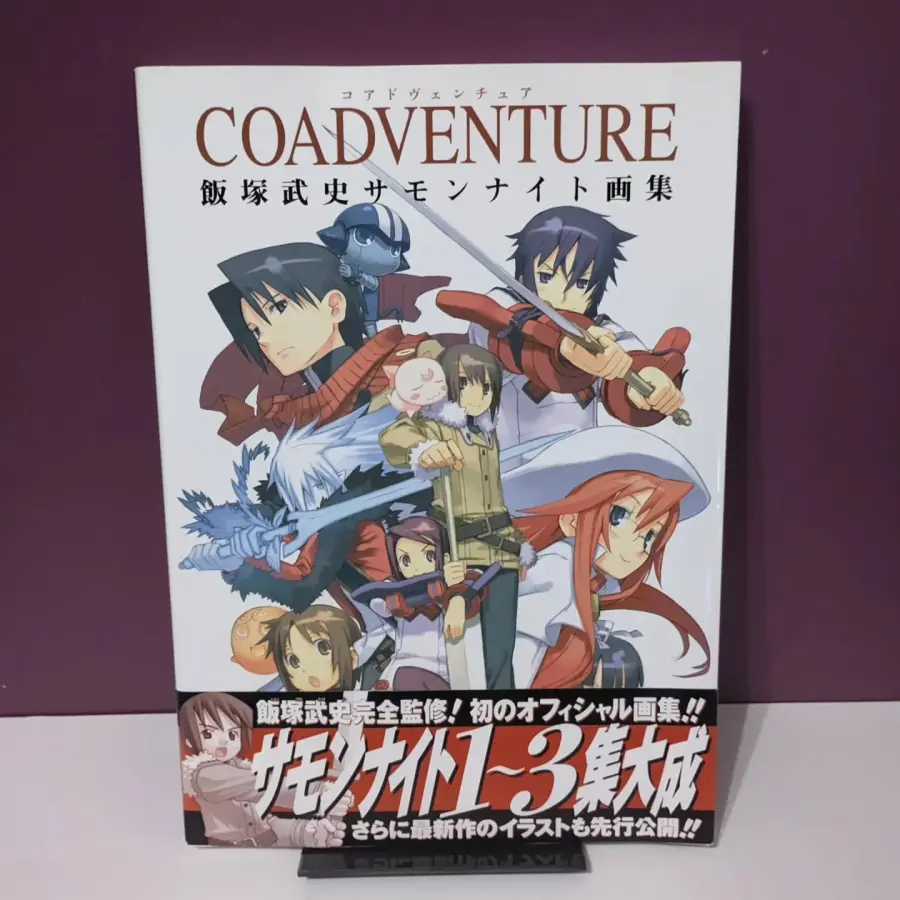 コアドヴェンチュア
COADVENTURE
飯塚武史サモンナイト画集
飯塚武史完全監修! 初のオフィシャル画集!!
サモンナイト1~3集大成
さらに最新作のイラストも先行公開!!